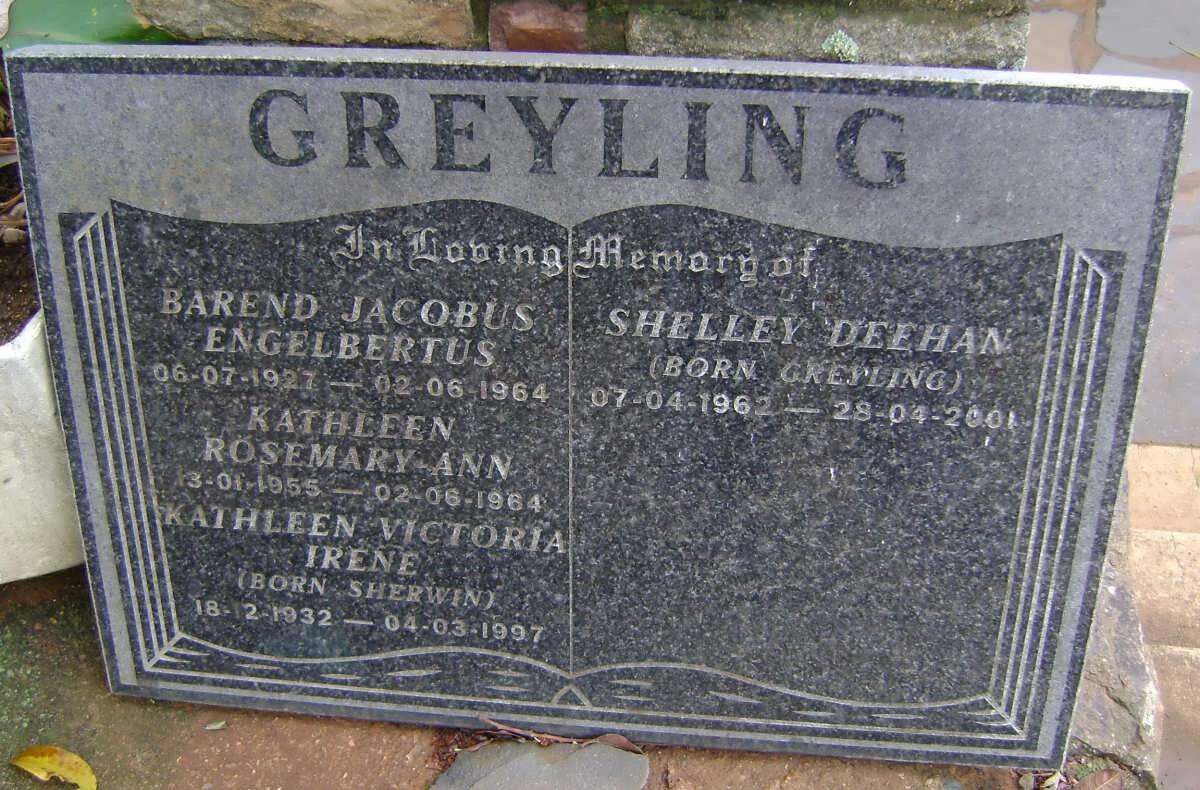 GREYLING
In Loving Memory of
BAREND JACOBUS
ENGELBERTUS
06-07-1927 — 02-06-1964
KATHLEEN
ROSEMARY-ANN
13-01-1955 — 02-06-1964
KATHLEEN VICTORIA
IRENE
(BORN SHERWIN)
18-12-1932 — 04-03-1997
SHELLEY DEEHAN
(BORN GREYLING)
07-04-1962 — 28-04-2001